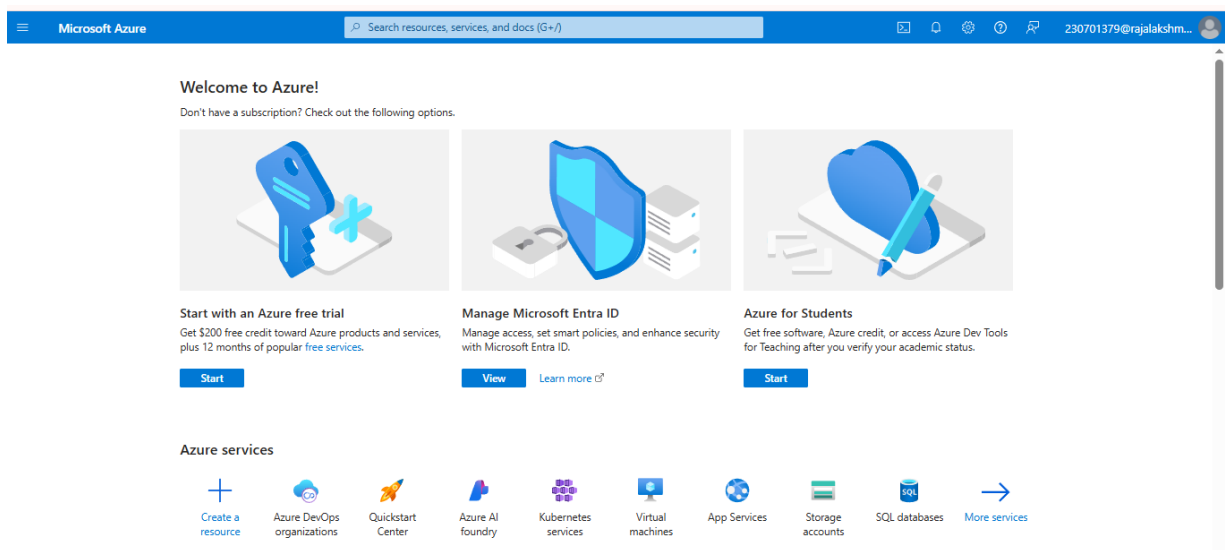 Microsoft Azure
Search resources, services, and docs (G+/)
230701379@rajalakshm...
Welcome to Azure!
Don't have a subscription? Check out the following options.
Start with an Azure free trial
Get $200 free credit toward Azure products and services,
plus 12 months of popular free services.
Start
Manage Microsoft Entra ID
Manage access, set smart policies, and enhance security
with Microsoft Entra ID.
View
Learn more
Azure for Students
Get free software, Azure credit, or access Azure Dev Tools
for Teaching after you verify your academic status.
Start
Azure services
Create a
resource
Azure DevOps
organizations
Quickstart
Center
Azure AI
foundry
Kubernetes
services
Virtual
machines
App Services
Storage
accounts
SQL
SQL databases
More services